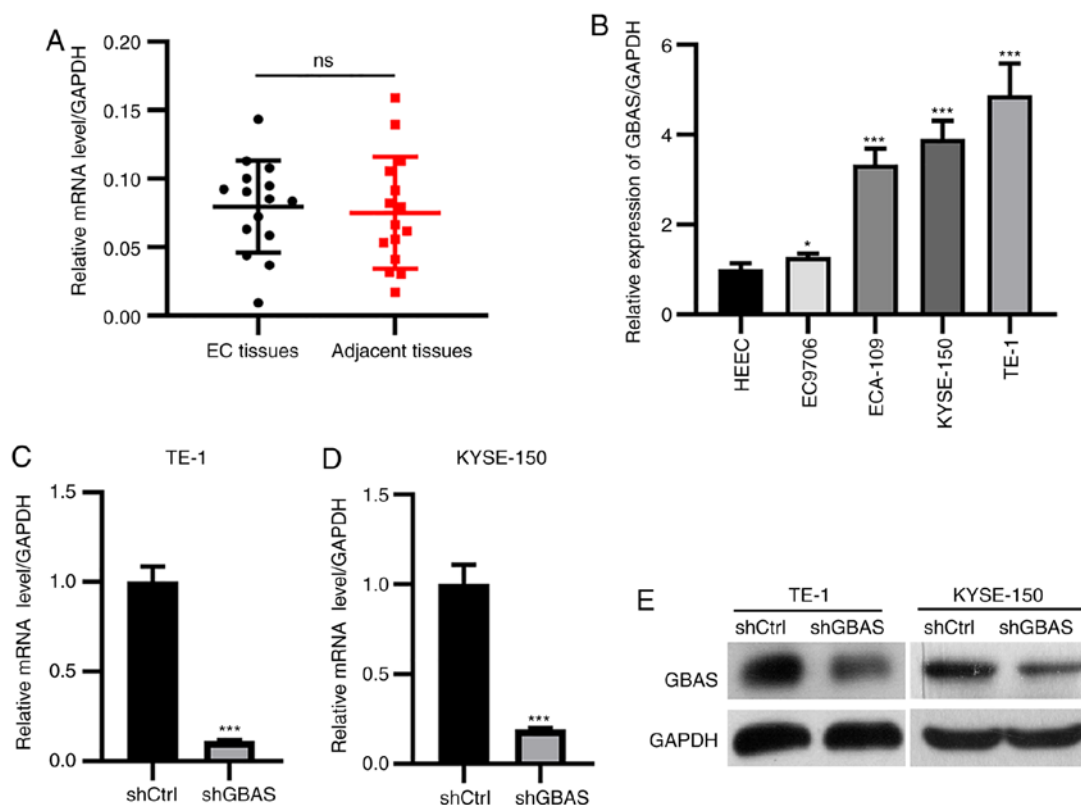 A
Relative mRNA level/GAPDH
0.20
0.15
0.10
0.05
0.00
ns
EC tissues
Adjacent tissues
B
Relative expression of GBAS/GAPDH
6
4
2
0
*
***
***
***
HEEC
EC9706
ECA-109
KYSE-150
TE-1
C
TE-1
Relative mRNA level/GAPDH
1.5
1.0
0.5
0.0
***
shCtrl
shGBAS
D
KYSE-150
Relative mRNA level/GAPDH
1.5
1.0
0.5
0.0
***
shCtrl
shGBAS
E
TE-1
KYSE-150
shCtrl shGBAS
shCtrl shGBAS
GBAS
GAPDH